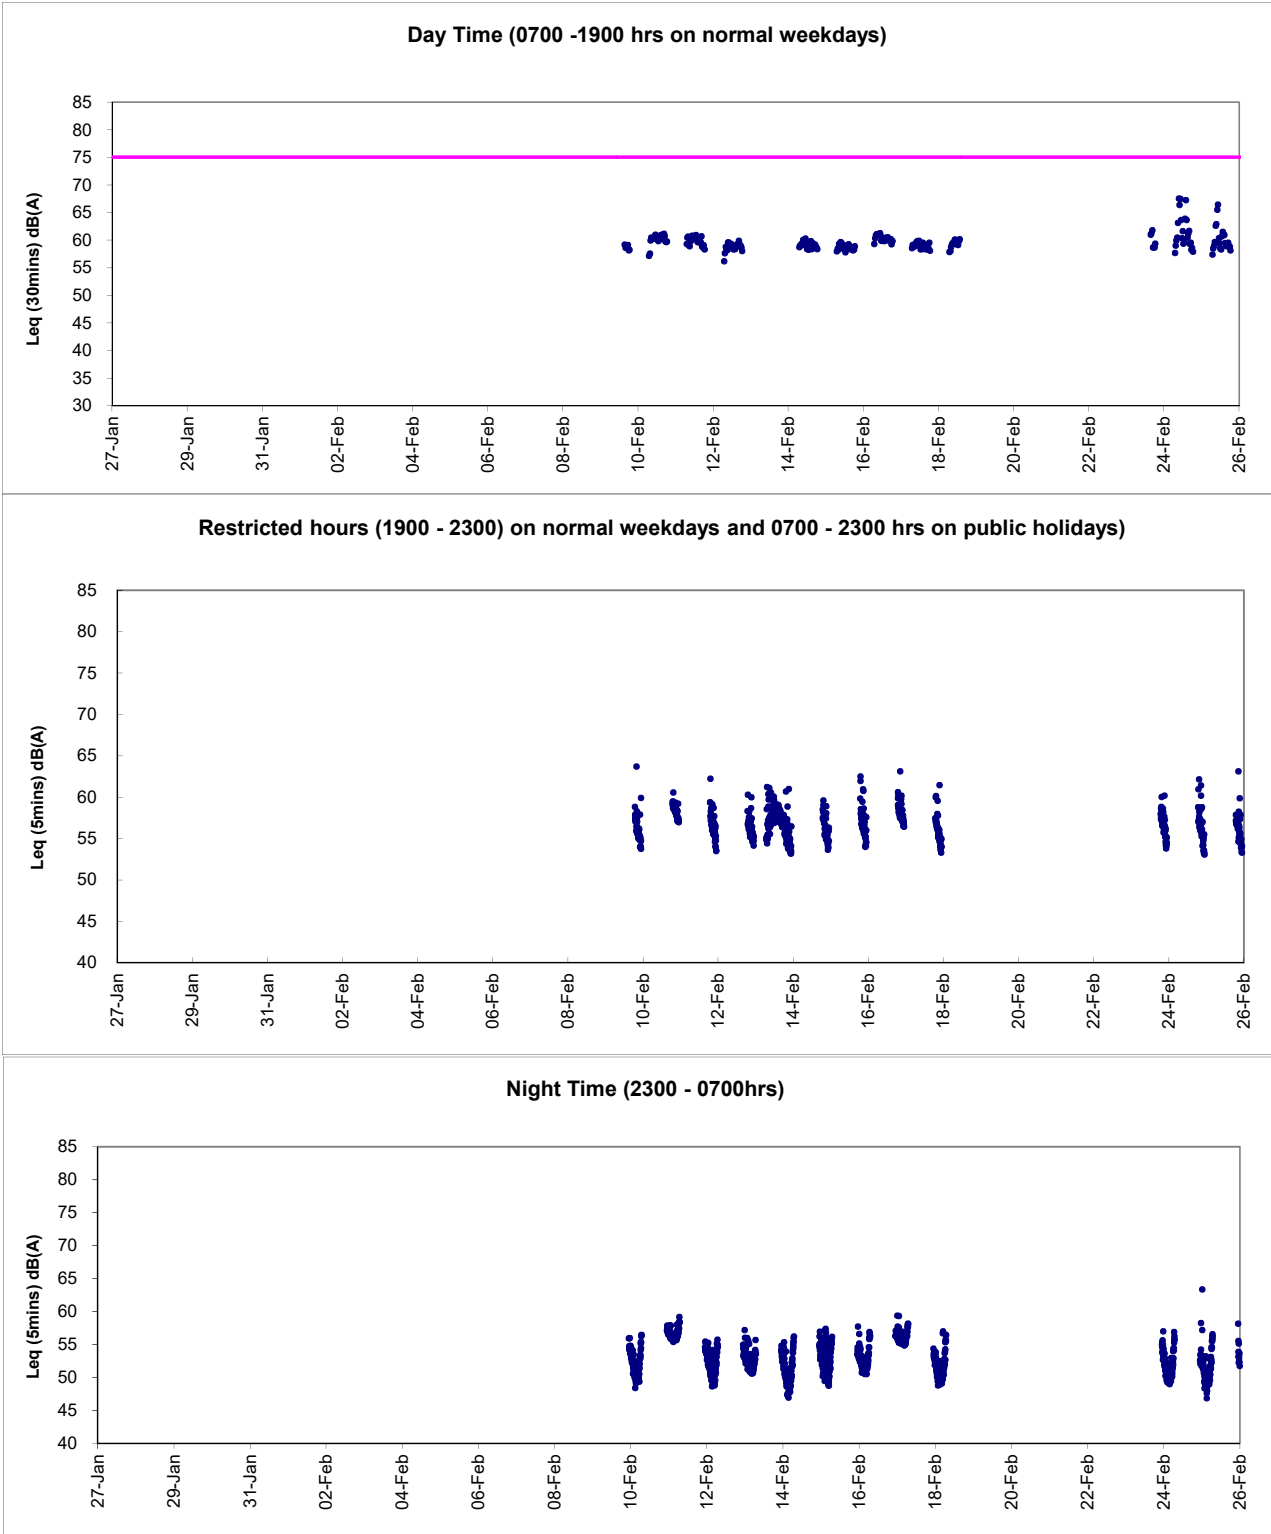 Day Time (0700 -1900 hrs on normal weekdays)
Leq (30mins) dB(A)
85
80
75
70
65
60
55
50
45
40
35
30
27-Jan
29-Jan
31-Jan
02-Feb
04-Feb
06-Feb
08-Feb
10-Feb
12-Feb
14-Feb
16-Feb
18-Feb
20-Feb
22-Feb
24-Feb
26-Feb
Restricted hours (1900 - 2300) on normal weekdays and 0700 - 2300 hrs on public holidays)
Leq (5mins) dB(A)
85
80
75
70
65
60
55
50
45
40
27-Jan
29-Jan
31-Jan
02-Feb
04-Feb
06-Feb
08-Feb
10-Feb
12-Feb
14-Feb
16-Feb
18-Feb
20-Feb
22-Feb
24-Feb
26-Feb
Night Time (2300 - 0700hrs)
Leq (5mins) dB(A)
85
80
75
70
65
60
55
50
45
40
27-Jan
29-Jan
31-Jan
02-Feb
04-Feb
06-Feb
08-Feb
10-Feb
12-Feb
14-Feb
16-Feb
18-Feb
20-Feb
22-Feb
24-Feb
26-Feb